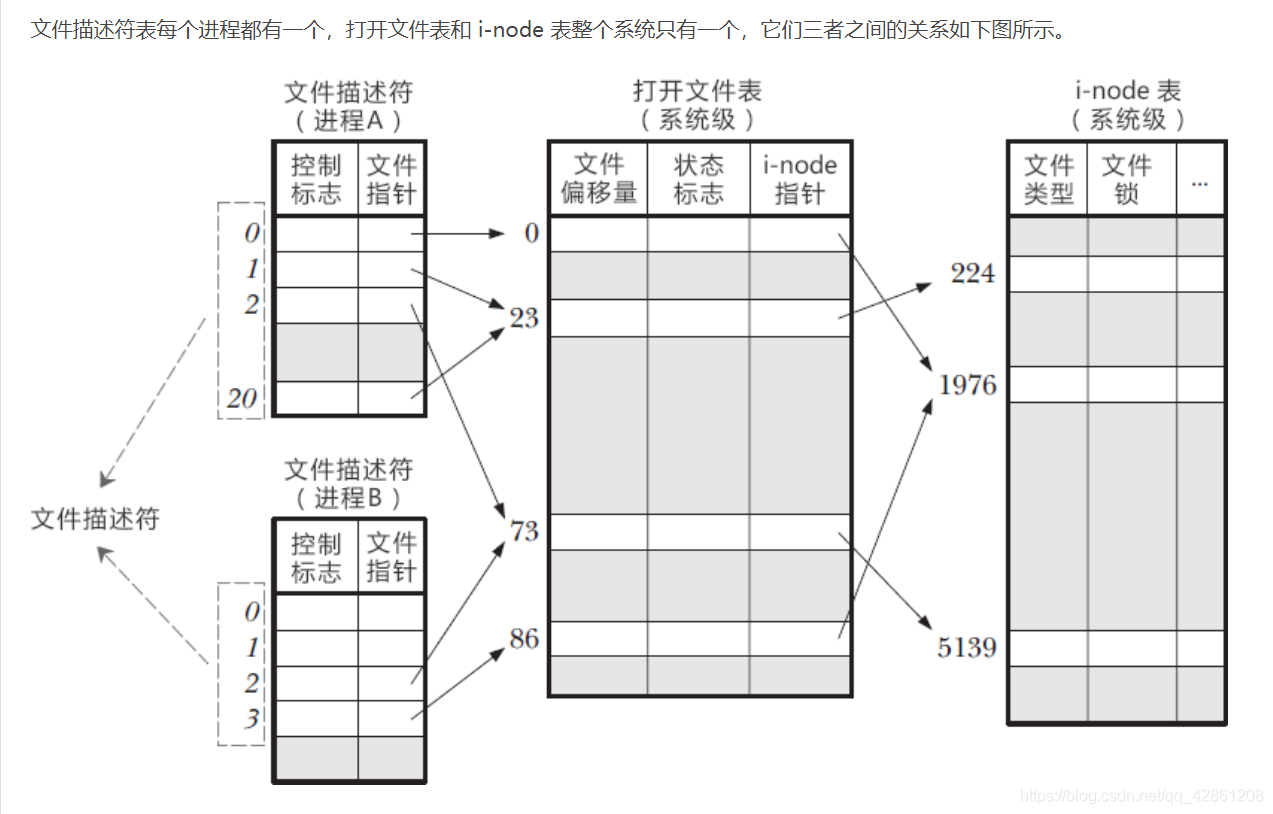 文件描述符表每个进程都有一个，打开文件表和 i-node 表整个系统只有一个，它们三者之间的关系如下图所示。
文件描述符
（进程A）
控制
标志
文件
指针
0
1
2
20
文件描述符
文件描述符
（进程B）
控制
标志
文件
指针
0
1
2
3
打开文件表
（系统级）
文件
偏移量
状态
标志
i-node
指针
0
23
73
86
i-node 表
（系统级）
文件
类型
文件
锁
...
224
1976
5139
https://blog.csdn.net/qq_42861208